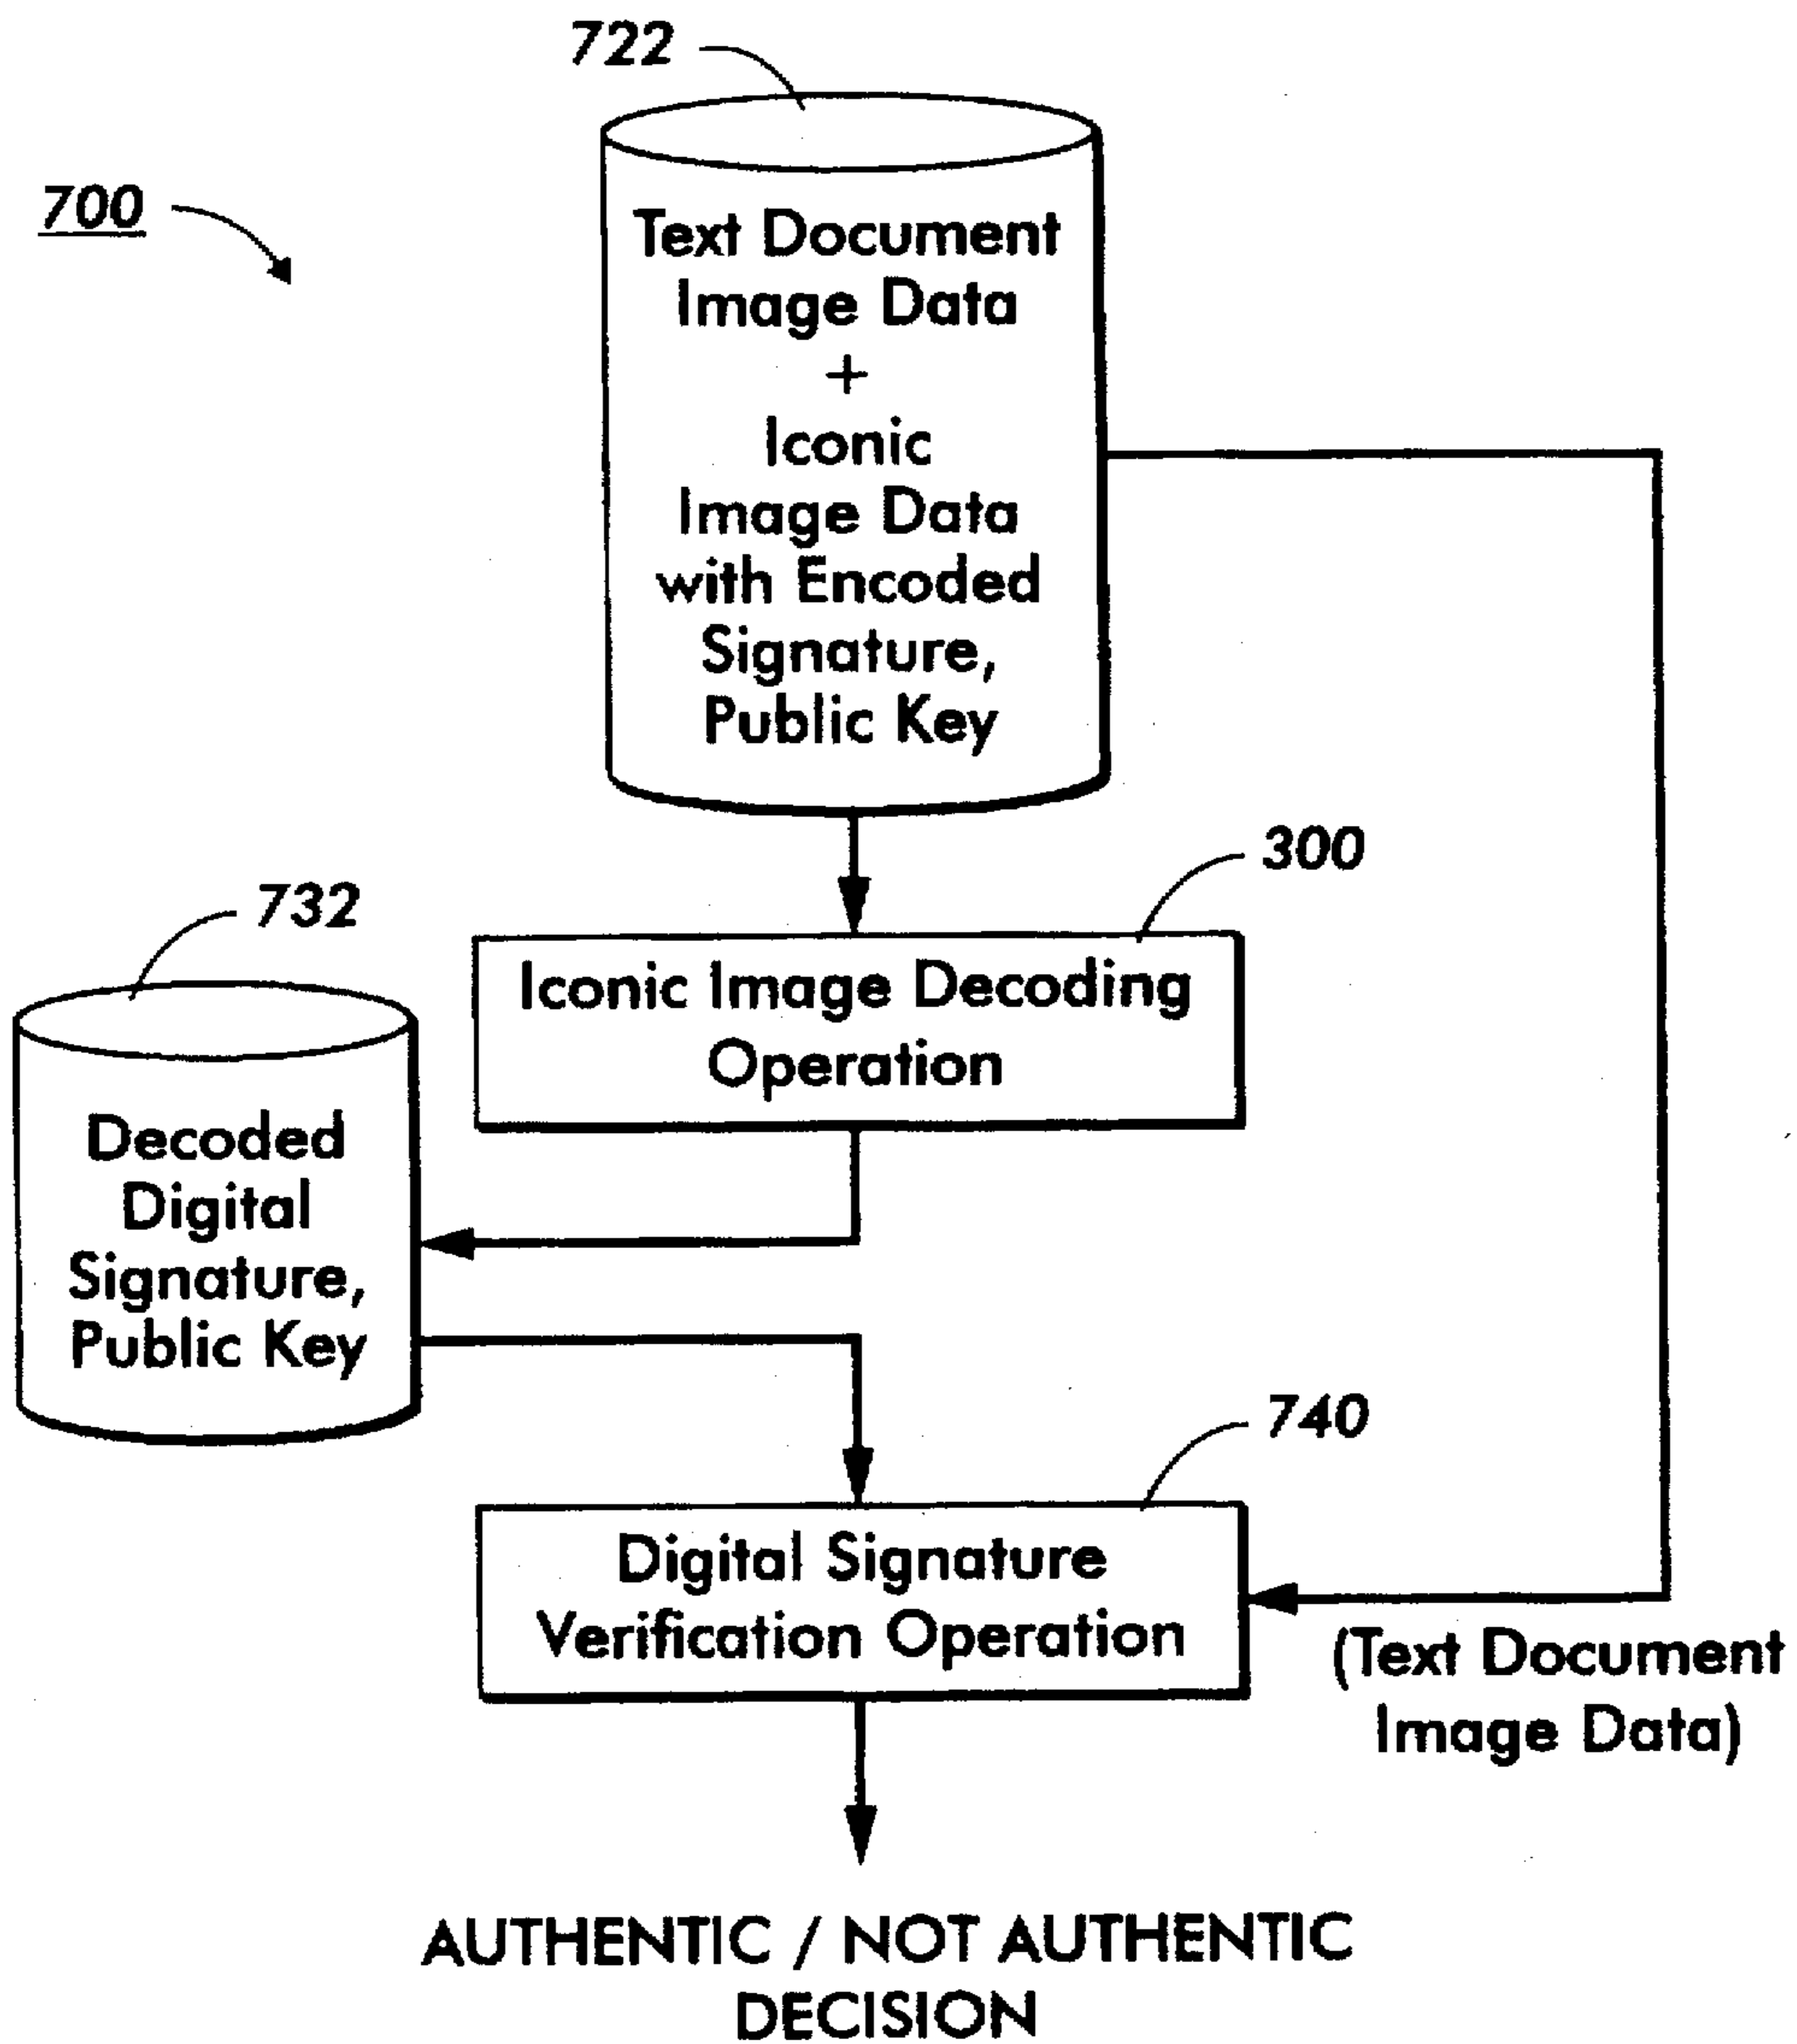 722
700
Text Document
Image Data
+
Iconic
Image Data
with Encoded
Signature,
Public Key
300
732
Iconic Image Decoding
Operation
Decoded
Digital
Signature,
Public Key
740
Digital Signature
Verification Operation
(Text Document
Image Data)
AUTHENTIC / NOT AUTHENTIC
DECISION